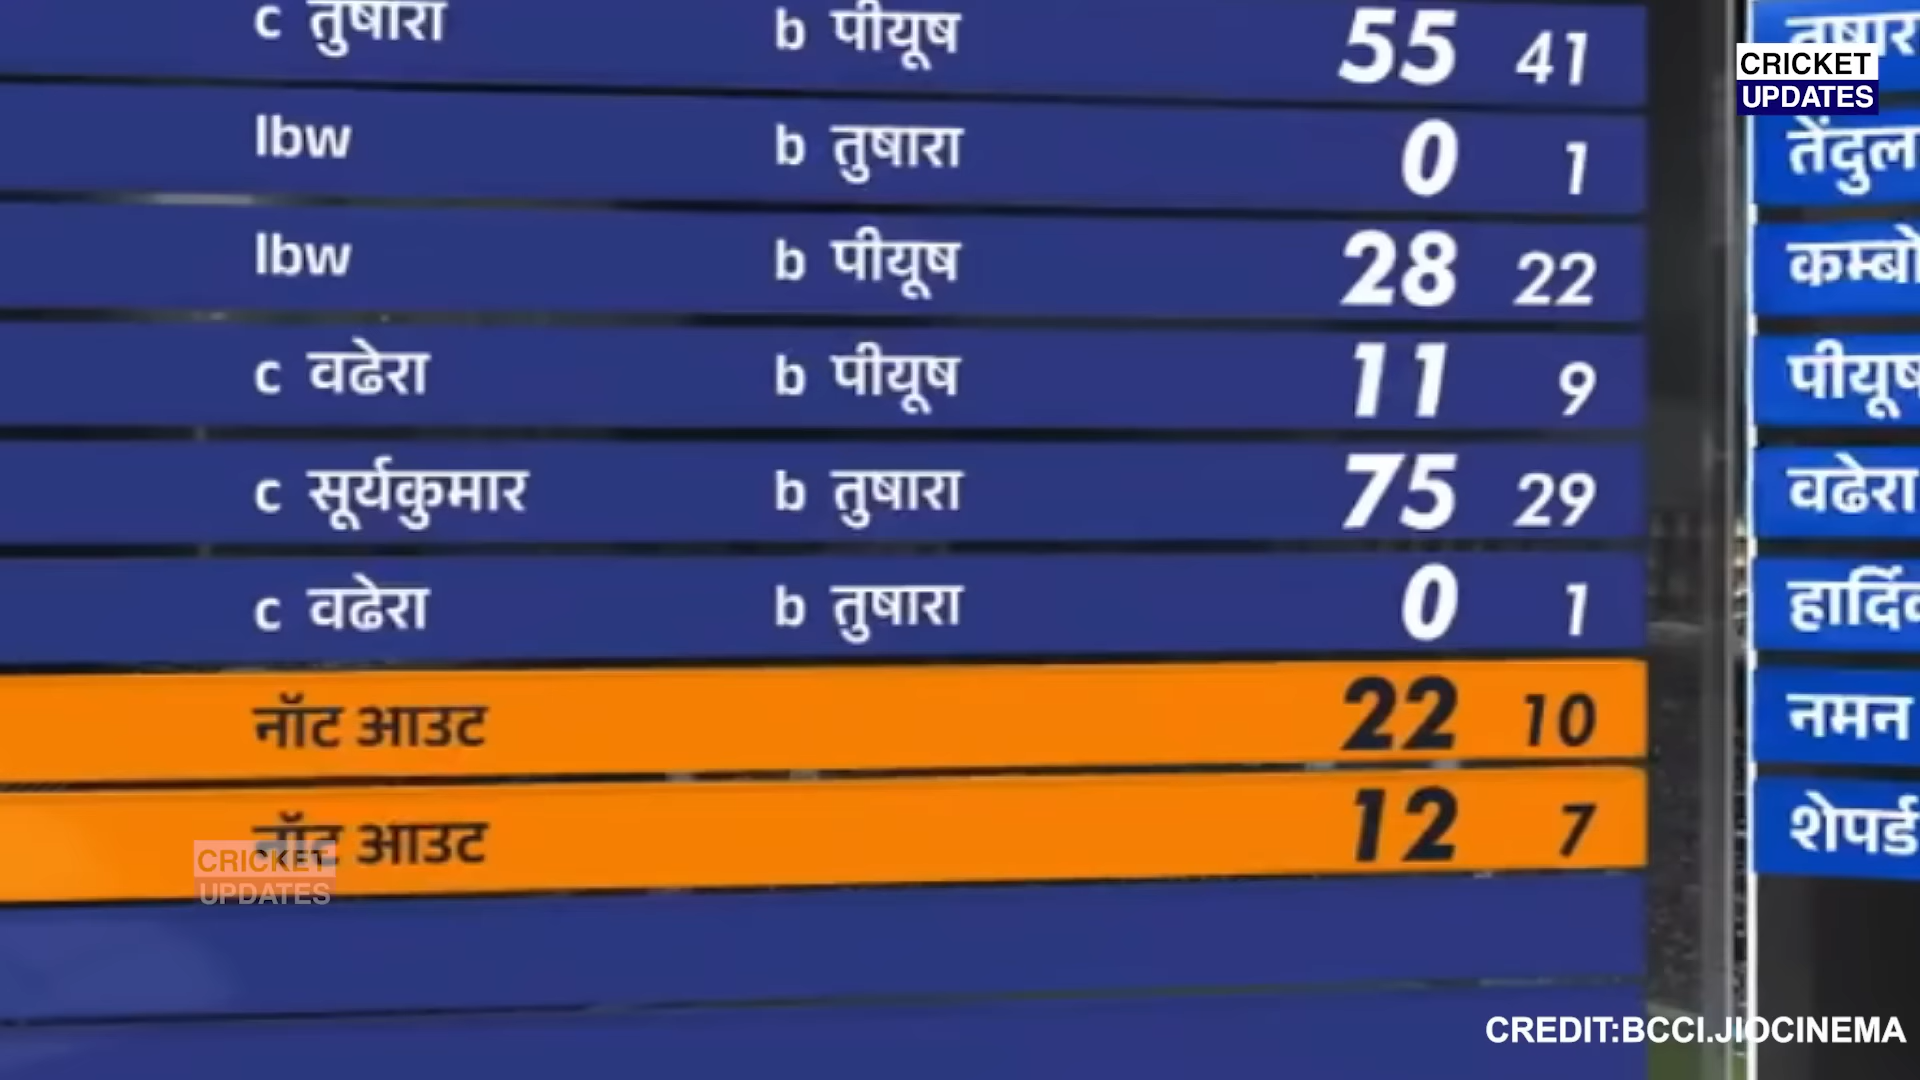 c तुषारा b पीयूष 55 41
lbw b तुषारा 0 1
lbw b पीयूष 28 22
c वढेरा b पीयूष 11 9
c सूर्यकुमार b तुषारा 75 29
c वढेरा b तुषारा 0 1
नॉट आउट 22 10
नॉट आउट 12 7
CRICKET
UPDATES
CRICKET
UPDATES
पीयूष
वढेरा
नमन
शेपर्ड
CREDIT:BCCI.JIOCINEMA